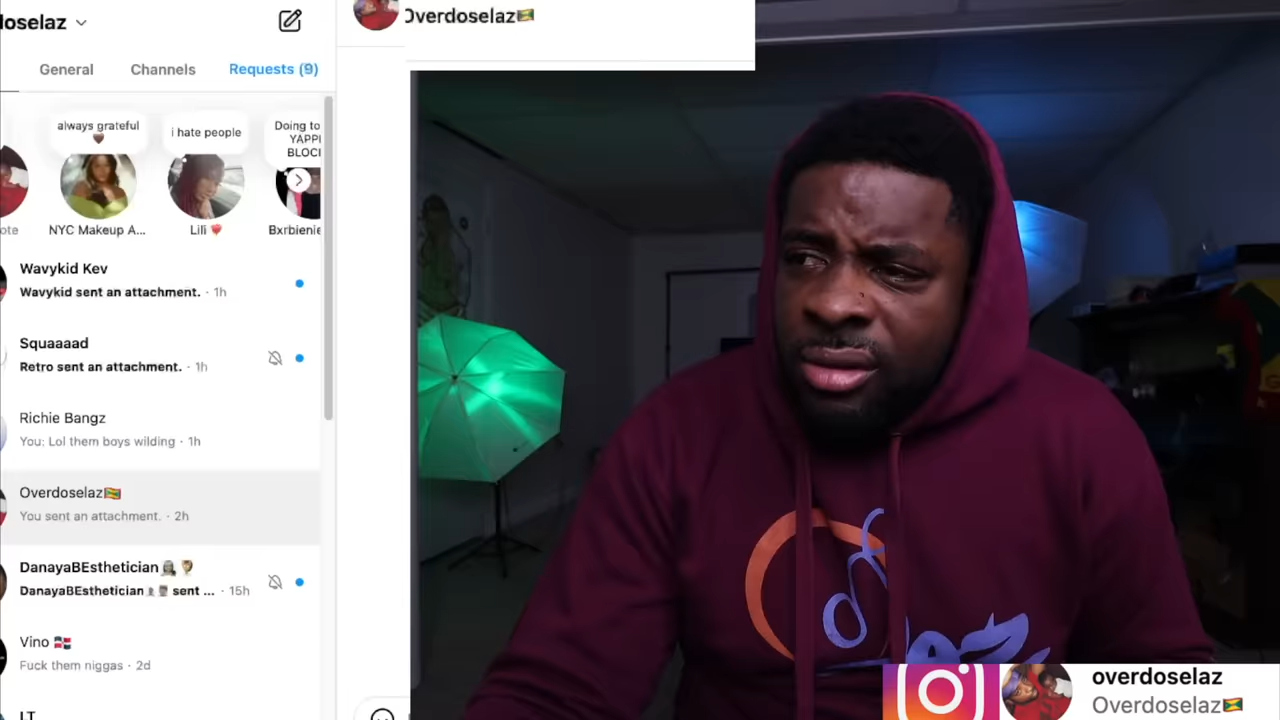 doselaz
Overdoselaz🇬🇩
General
Channels
Requests (9)
always grateful
🤎
i hate people
Doing to
YAPPI
BLOCK
ote
NYC Makeup A...
Lili ❤️
Bxrbienie
Wavykid Kev
Wavykid sent an attachment. · 1h
Squaaaad
Retro sent an attachment. · 1h
Richie Bangz
You: Lol them boys wilding · 1h
Overdoselaz🇬🇩
You sent an attachment. · 2h
DanayaBEsthetician
DanayaBEsthetician sent ... · 15h
Vino 🇩🇴
Fuck them niggas · 2d
overdoselaz
Overdoselaz🇬🇩